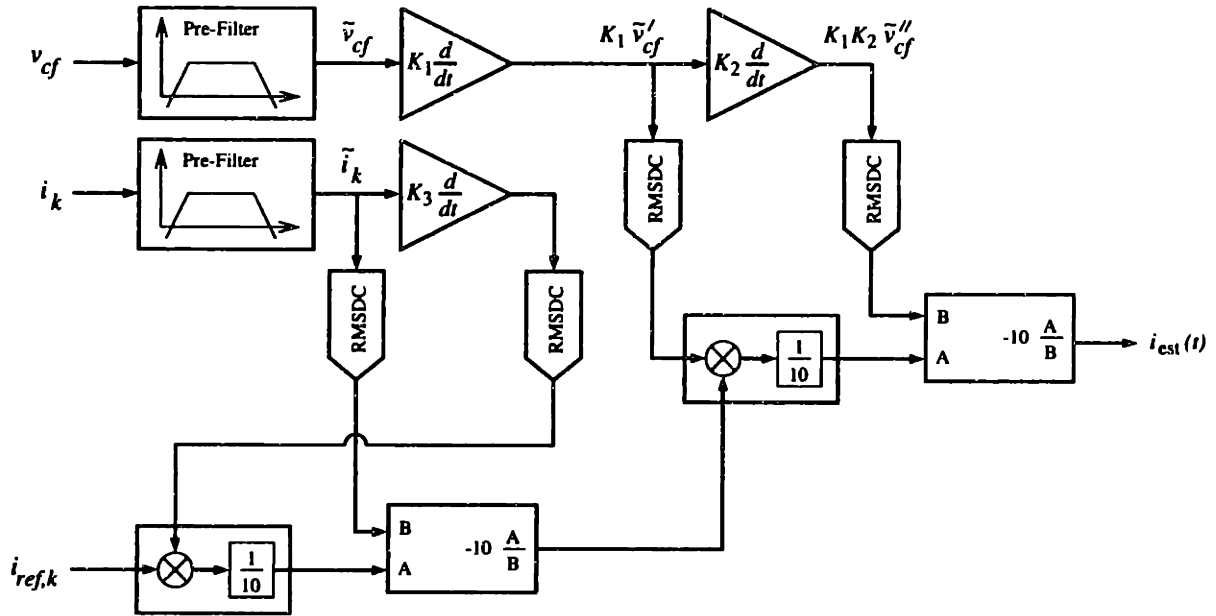 v_cf
Pre-Filter
ṽ_cf
K_1 d/dt
K_1 ṽ'_cf
K_2 d/dt
K_1 K_2 ṽ''_cf
i_k
Pre-Filter
ĩ_k
K_3 d/dt
RMSDC
RMSDC
RMSDC
RMSDC
B
A
-10 A/B
i_est(t)
1/10
B
A
-10 A/B
i_ref,k
1/10